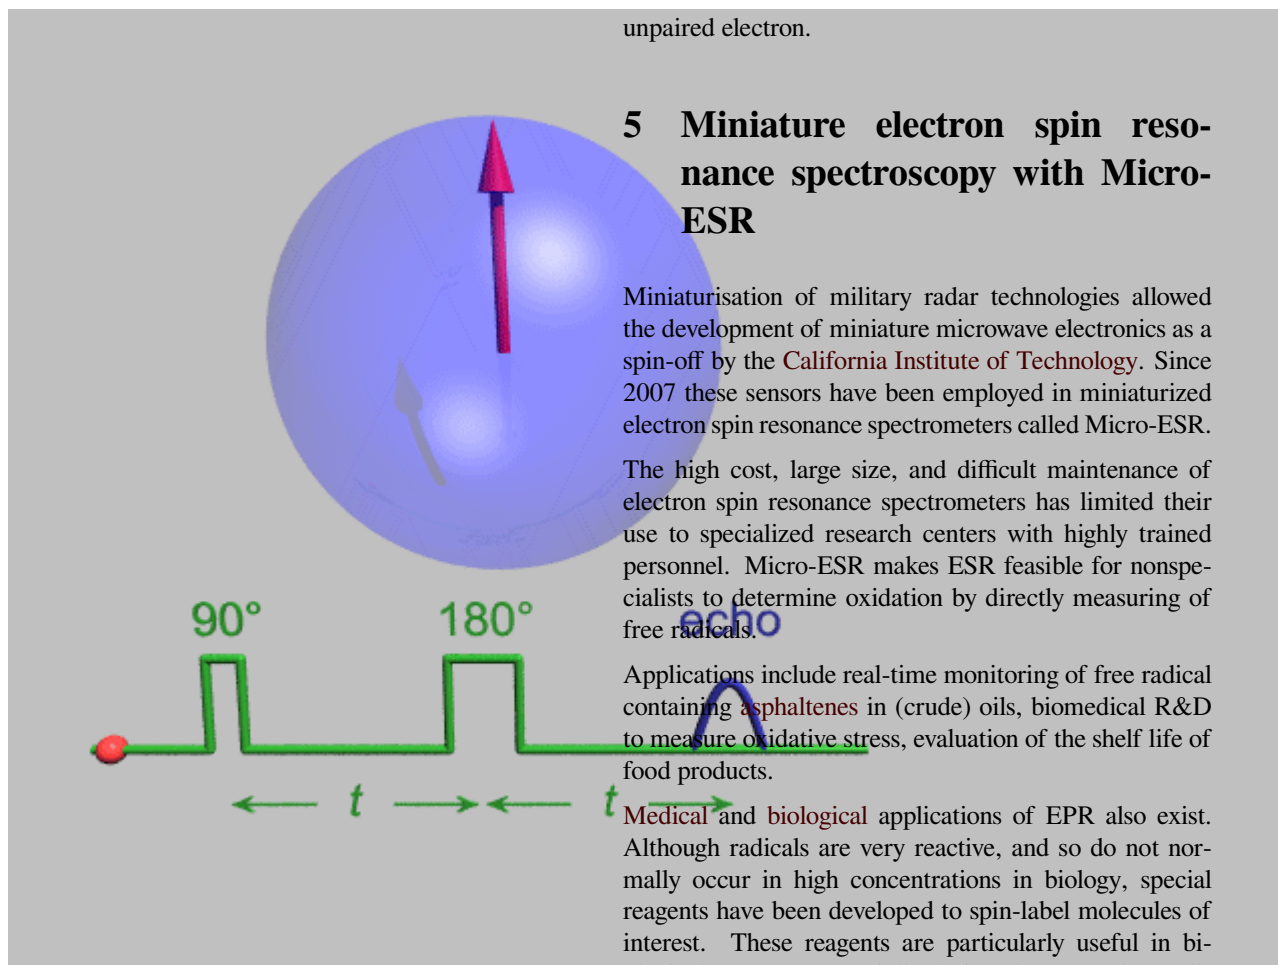 unpaired electron.
5 Miniature electron spin reso-
nance spectroscopy with Micro-
ESR
Miniaturisation of military radar technologies allowed
the development of miniature microwave electronics as a
spin-off by the California Institute of Technology. Since
2007 these sensors have been employed in miniaturized
electron spin resonance spectrometers called Micro-ESR.
The high cost, large size, and difficult maintenance of
electron spin resonance spectrometers has limited their
use to specialized research centers with highly trained
personnel. Micro-ESR makes ESR feasible for nonspe-
cialists to determine oxidation by directly measuring of
free radicals.
Applications include real-time monitoring of free radical
containing asphaltenes in (crude) oils, biomedical R&D
to measure oxidative stress, evaluation of the shelf life of
food products.
Medical and biological applications of EPR also exist.
Although radicals are very reactive, and so do not nor-
mally occur in high concentrations in biology, special
reagents have been developed to spin-label molecules of
interest. These reagents are particularly useful in bi-
90° 180° echo
t t